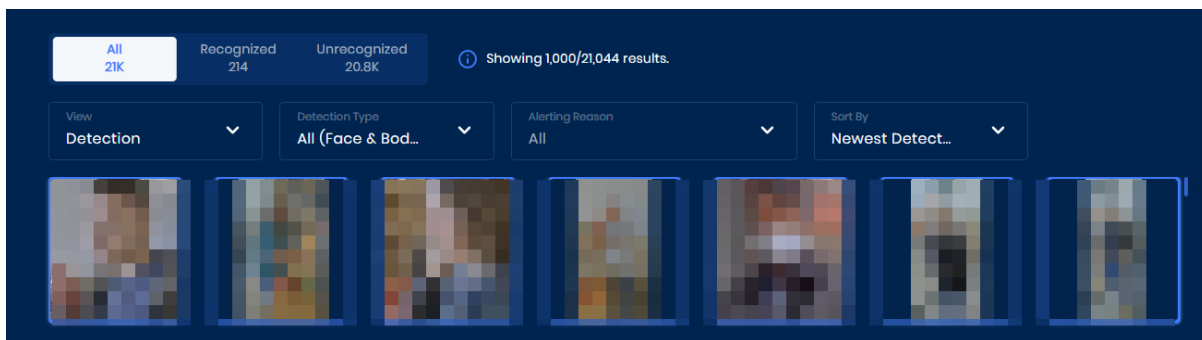 All
21K
Recognized
214
Unrecognized
20.8K
Showing 1,000/21,044 results.
View
Detection
Detection Type
All (Face & Bod...
Alerting Reason
All
Sort By
Newest Detect...